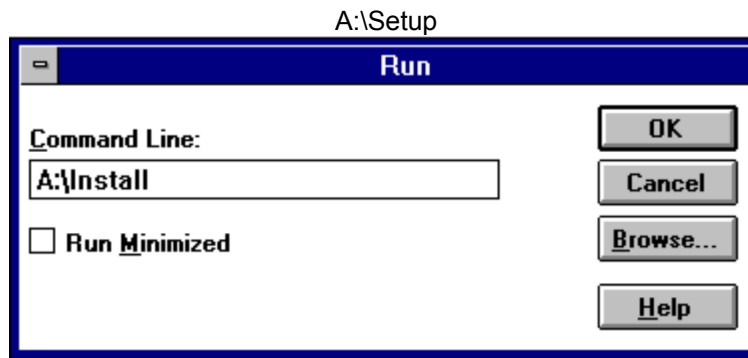 A:\Setup
Run
Command Line:
A:\Install
Run Minimized
OK
Cancel
Browse...
Help